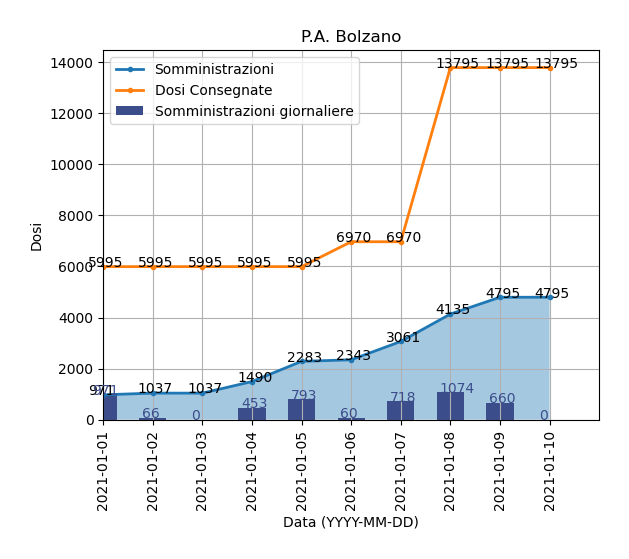 P.A. Bolzano
Somministrazioni
Dosi Consegnate
Somministrazioni giornaliere
Dosi
14000
12000
10000
8000
6000
4000
2000
0
13795 13795 13795
6970 6970
5995 5995 5995 5995 5995
4795 4795
4135
3061
2283 2343
1490
971 1037 1037
971 66 0 453 793 60 718 1074 660 0
2021-01-01
2021-01-02
2021-01-03
2021-01-04
2021-01-05
2021-01-06
2021-01-07
2021-01-08
2021-01-09
2021-01-10
Data (YYYY-MM-DD)